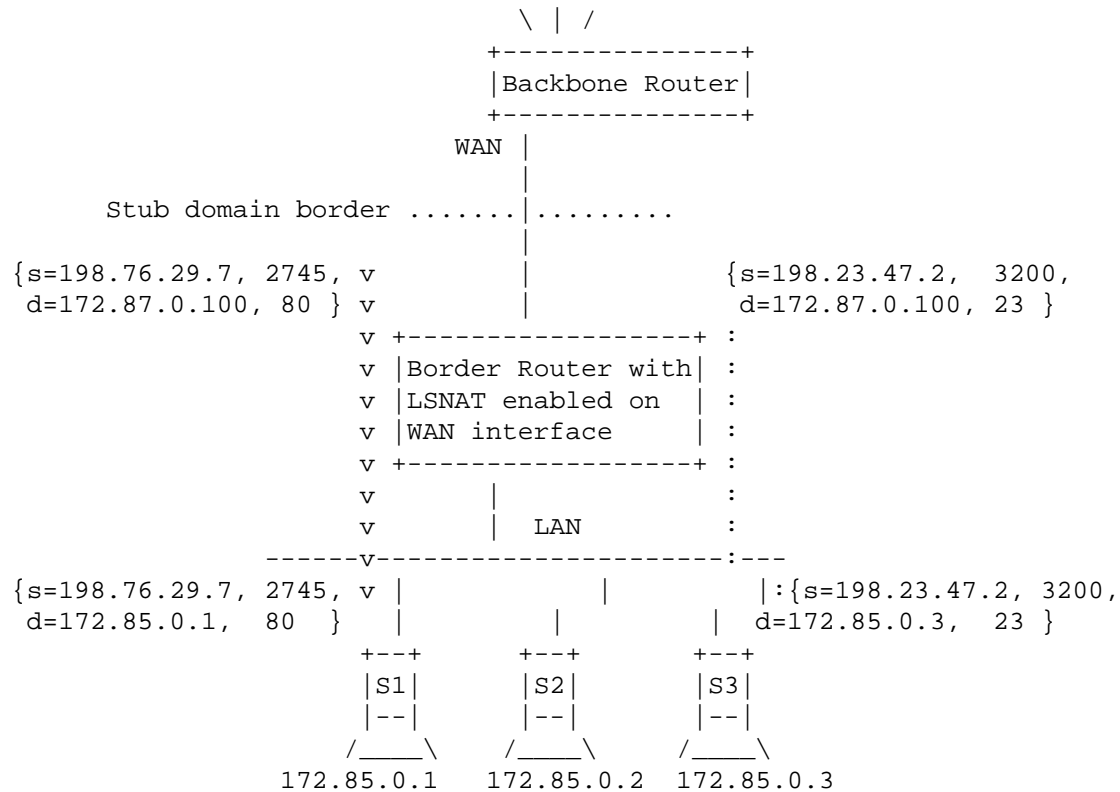 \ | /
+---------------+
|Backbone Router|
+---------------+
WAN |
|
Stub domain border .......|.........
|
{s=198.76.29.7, 2745, v | {s=198.23.47.2, 3200,
d=172.87.0.100, 80 } v | d=172.87.0.100, 23 }
v +------------------+ :
v |Border Router with| :
v |LSNAT enabled on | :
v |WAN interface | :
v +------------------+ :
v | :
v | LAN :
------v---------------------:---
{s=198.76.29.7, 2745, v | | |:{s=198.23.47.2, 3200,
d=172.85.0.1, 80 } | | | d=172.85.0.3, 23 }
+--+ +--+ +--+
|S1| |S2| |S3|
|--| |--| |--|
/____\ /____\ /____\
172.85.0.1 172.85.0.2 172.85.0.3